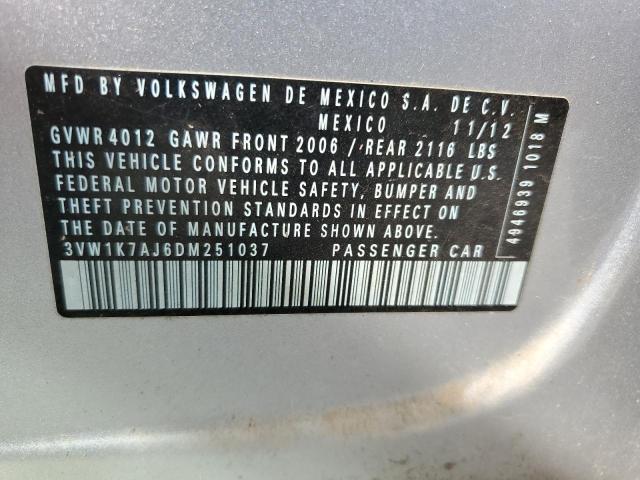 MFD BY VOLKSWAGEN DE MEXICO S.A. DE C.V.
MEXICO 11/12
GVWR 4012 GAWR FRONT 2006 / REAR 2116 LBS
THIS VEHICLE CONFORMS TO ALL APPLICABLE U.S.
FEDERAL MOTOR VEHICLE SAFETY, BUMPER AND
THEFT PREVENTION STANDARDS IN EFFECT ON
THE DATE OF MANUFACTURE SHOWN ABOVE.
3VW1K7AJ6DM251037 PASSENGER CAR
4946939 1018 M